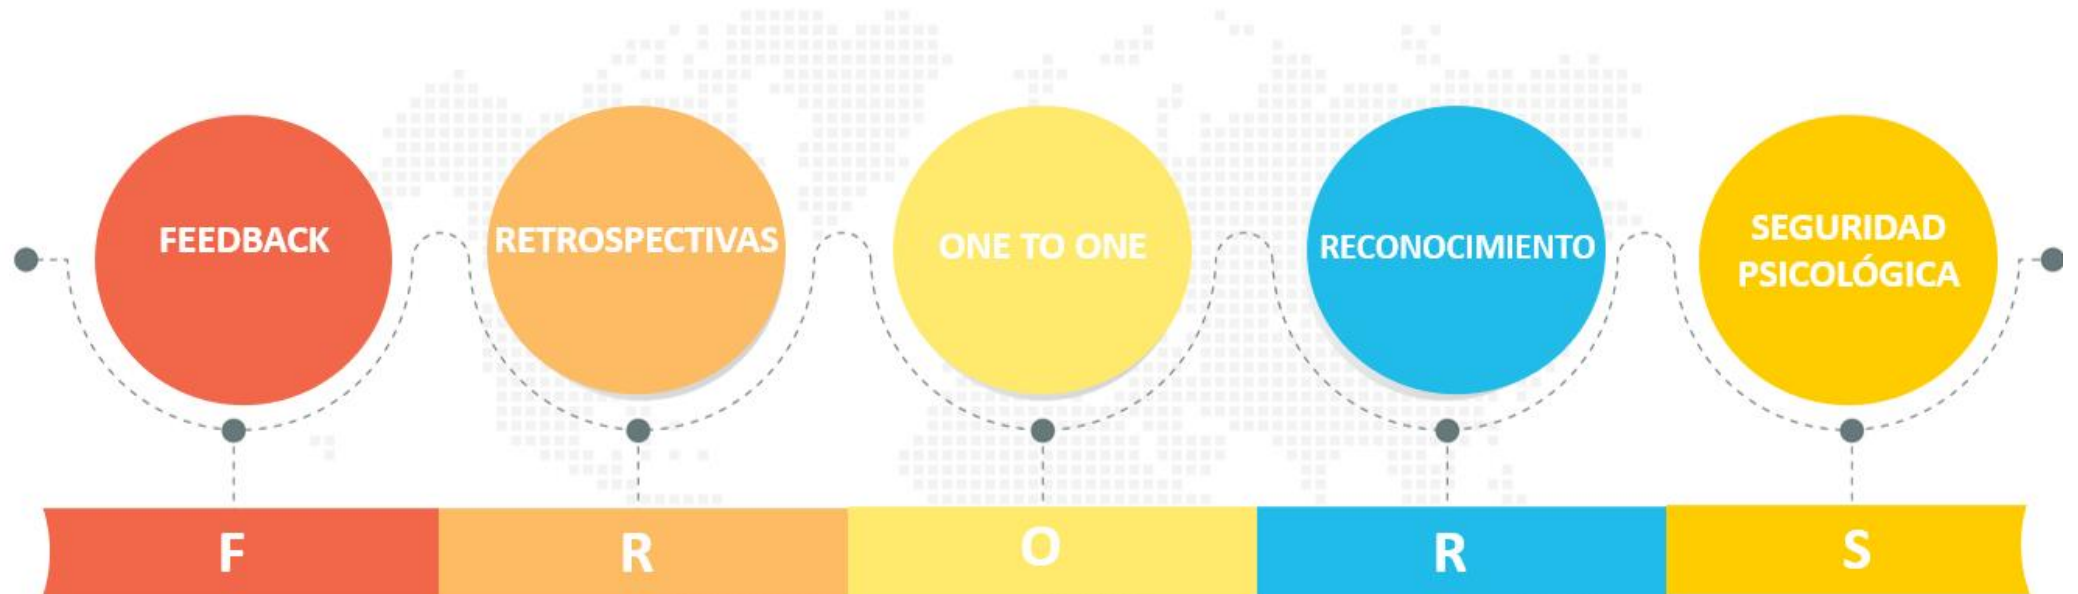 FEEDBACK
RETROSPECTIVAS
ONE TO ONE
RECONOCIMIENTO
SEGURIDAD
PSICOLÓGICA
F
R
O
R
S